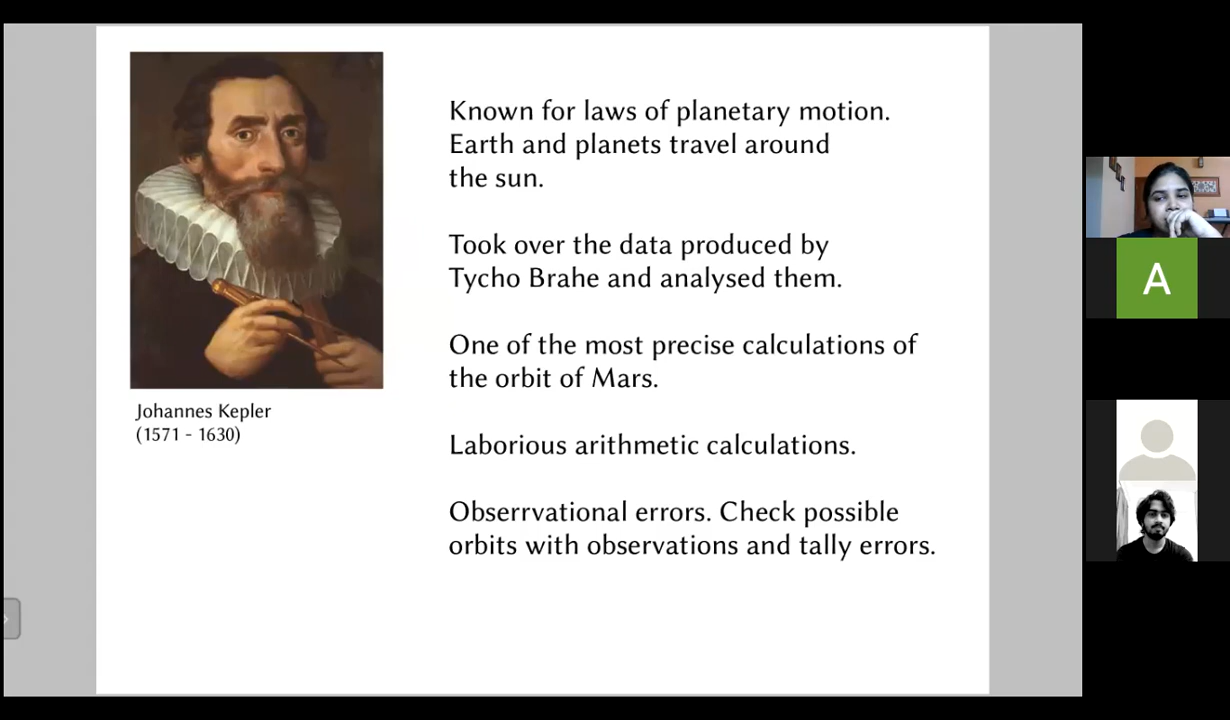 Known for laws of planetary motion.
Earth and planets travel around
the sun.
Took over the data produced by
Tycho Brahe and analysed them.
One of the most precise calculations of
the orbit of Mars.
Laborious arithmetic calculations.
Obserrvational errors. Check possible
orbits with observations and tally errors.
Johannes Kepler
(1571 - 1630)
A